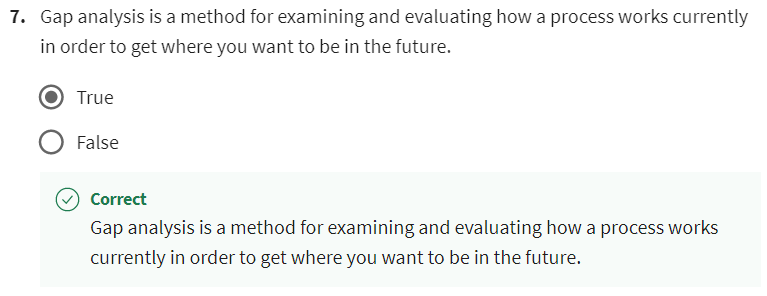 7. Gap analysis is a method for examining and evaluating how a process works currently
in order to get where you want to be in the future.
True
False
Correct
Gap analysis is a method for examining and evaluating how a process works
currently in order to get where you want to be in the future.